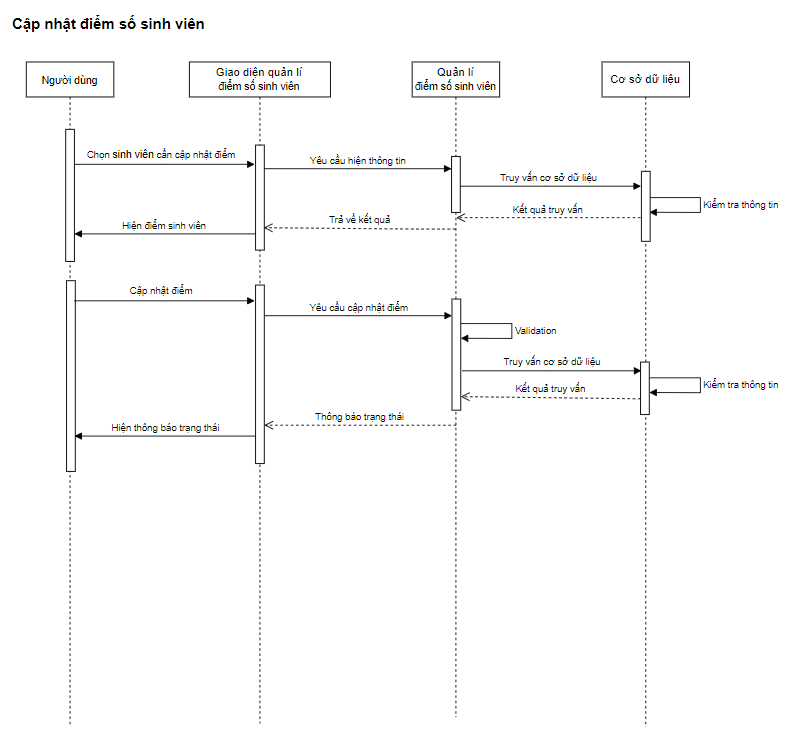 Cập nhật điểm số sinh viên
Người dùng
Giao diện quản lí
điểm số sinh viên
Quản lí
điểm số sinh viên
Cơ sở dữ liệu
Chọn sinh viên cần cập nhật điểm
Yêu cầu hiện thông tin
Truy vấn cơ sở dữ liệu
Kiểm tra thông tin
Kết quả truy vấn
Trả về kết quả
Hiện điểm sinh viên
Cập nhật điểm
Yêu cầu cập nhật điểm
Validation
Truy vấn cơ sở dữ liệu
Kiểm tra thông tin
Kết quả truy vấn
Thông báo trạng thái
Hiện thông báo trạng thái